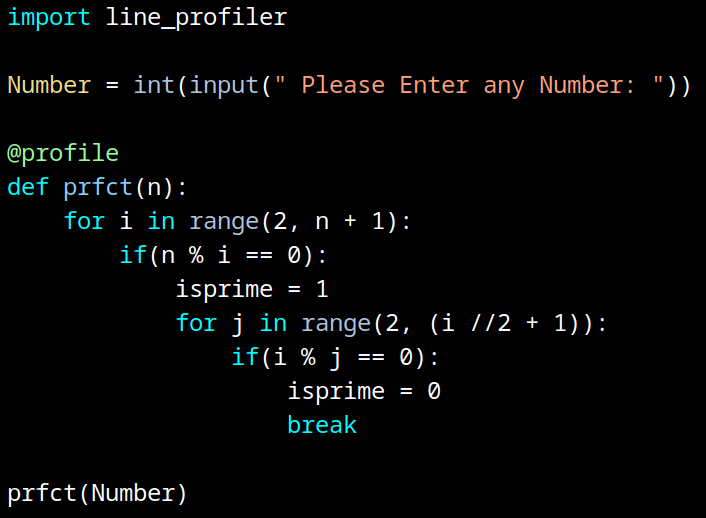 import line_profiler
Number = int(input(" Please Enter any Number: "))
@profile
def prfct(n):
    for i in range(2, n + 1):
        if(n % i == 0):
            isprime = 1
            for j in range(2, (i //2 + 1)):
                if(i % j == 0):
                    isprime = 0
                    break
prfct(Number)